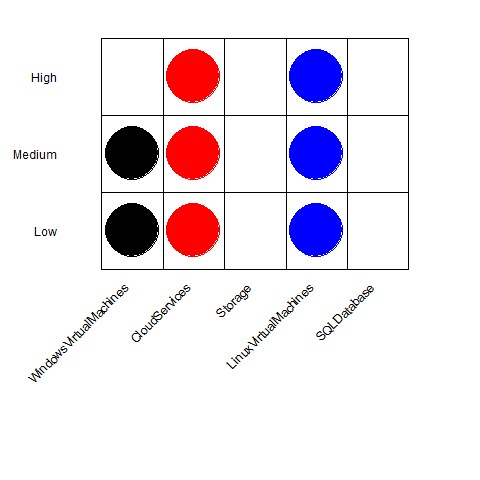 High
Medium
Low
WindowsVirtualMachines
CloudServices
Storage
LinuxVirtualMachines
SQLDatabase